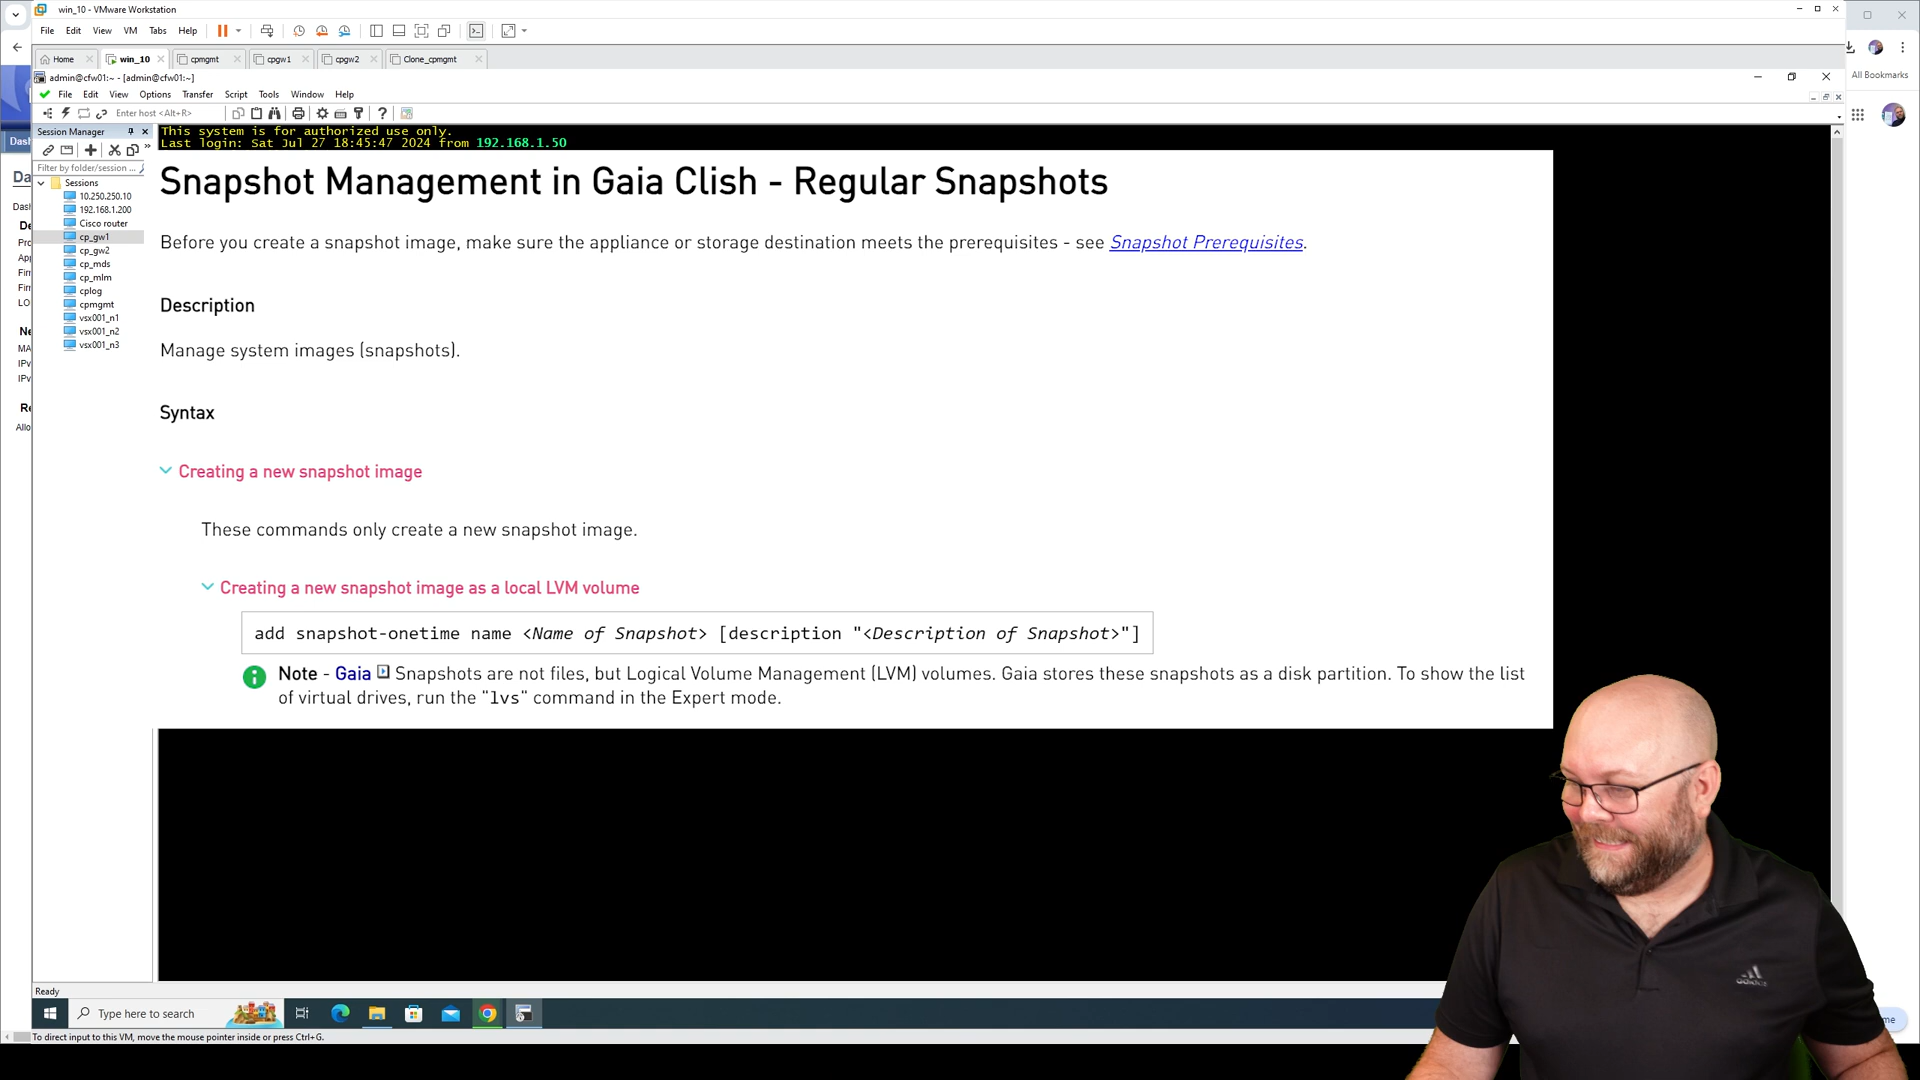 win_10 - VMware Workstation
File Edit View VM Tabs Help
Home win_10 cpmgmt cpgw1 cpgw2 Clone_cpmgmt
admin@cfw01:~ - [admin@cfw01:~]
All Bookmarks
File Edit View Options Transfer Script Tools Window Help
Enter host <Alt+R>
Session Manager
This system is for authorized use only.
Last login: Sat Jul 27 18:45:47 2024 from 192.168.1.50
Filter by folder/session ...
Sessions
10.250.250.10
192.168.1.200
Cisco router
cp_gw1
cp_gw2
cp_mds
cp_mlm
cplog
cpmgmt
vsx001_n1
vsx001_n2
vsx001_n3
Snapshot Management in Gaia Clish - Regular Snapshots
Before you create a snapshot image, make sure the appliance or storage destination meets the prerequisites - see Snapshot Prerequisites.
Description
Manage system images (snapshots).
Syntax
Creating a new snapshot image
These commands only create a new snapshot image.
Creating a new snapshot image as a local LVM volume
add snapshot-onetime name <Name of Snapshot> [description "<Description of Snapshot>"]
Note - Gaia Snapshots are not files, but Logical Volume Management (LVM) volumes. Gaia stores these snapshots as a disk partition. To show the list
of virtual drives, run the "lvs" command in the Expert mode.
adidas
Ready
Type here to search
To direct input to this VM, move the mouse pointer inside or press Ctrl+G.